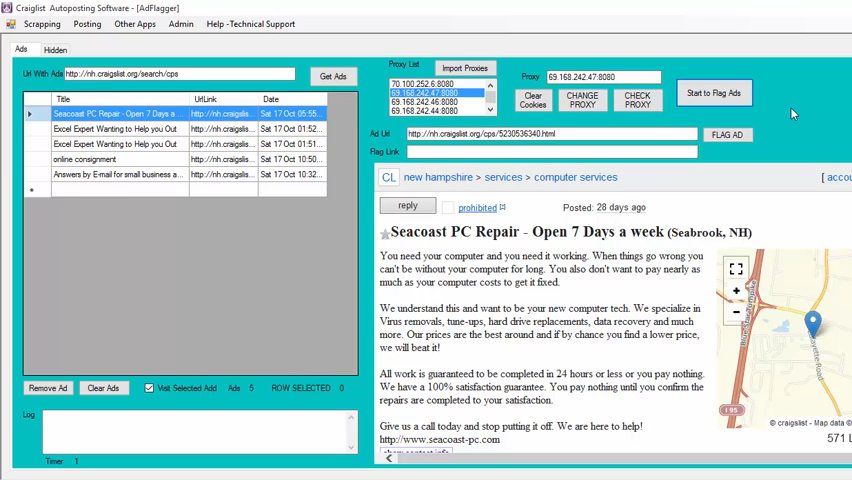 Craiglist Autoposting Software - [AdFlagger]
Scrapping Posting Other Apps Admin Help -Technical Support
Ads Hidden
Url With Ads http://nh.craigslist.org/search/cps Get Ads
Title UrlLink Date
Seacoast PC Repair - Open 7 Days a ... http://nh.craigslist... Sat 17 Oct 05:55...
Excel Expert Wanting to Help you Out http://nh.craigslist... Sat 17 Oct 01:52...
Excel Expert Wanting to Help you Out http://nh.craigslist... Sat 17 Oct 01:51...
online consignment http://nh.craigslist... Sat 17 Oct 10:50...
Answers by E-mail for small business a... http://nh.craigslist... Sat 17 Oct 10:32...
Remove Ad Clear Ads Visit Selected Add Ads 5 ROW SELECTED 0
Log
Timer 1
Proxy List Import Proxies
70.100.252.6:8080
69.168.242.47:8080
69.168.242.46:8080
69.168.242.44:8080
Proxy 69.168.242.47:8080
Clear Cookies CHANGE PROXY CHECK PROXY
Start to Flag Ads
Ad Url http://nh.craigslist.org/cps/5230536340.html FLAG AD
Flag Link:
CL new hampshire > services > computer services [ accou
reply prohibited Posted: 28 days ago
Seacoast PC Repair - Open 7 Days a week (Seabrook, NH)
You need your computer and you need it working. When things go wrong you
can't be without your computer for long. You also don't want to pay nearly as
much as your computer costs to get it fixed.
We understand this and want to be your new computer tech. We specialize in
Virus removals, tune-ups, hard drive replacements, data recovery and much
more. Our prices are the best around and if by chance you find a lower price,
we will beat it!
All work is guaranteed to be completed in 24 hours or less or you pay nothing.
We have a 100% satisfaction guarantee. You pay nothing until you confirm the
repairs are completed to your satisfaction.
Give us a call today and stop putting it off. We are here to help!
http://www.seacoast-pc.com
show contact info
Lafayette-Road
I 95
© craigslist - Map data ©
571 L